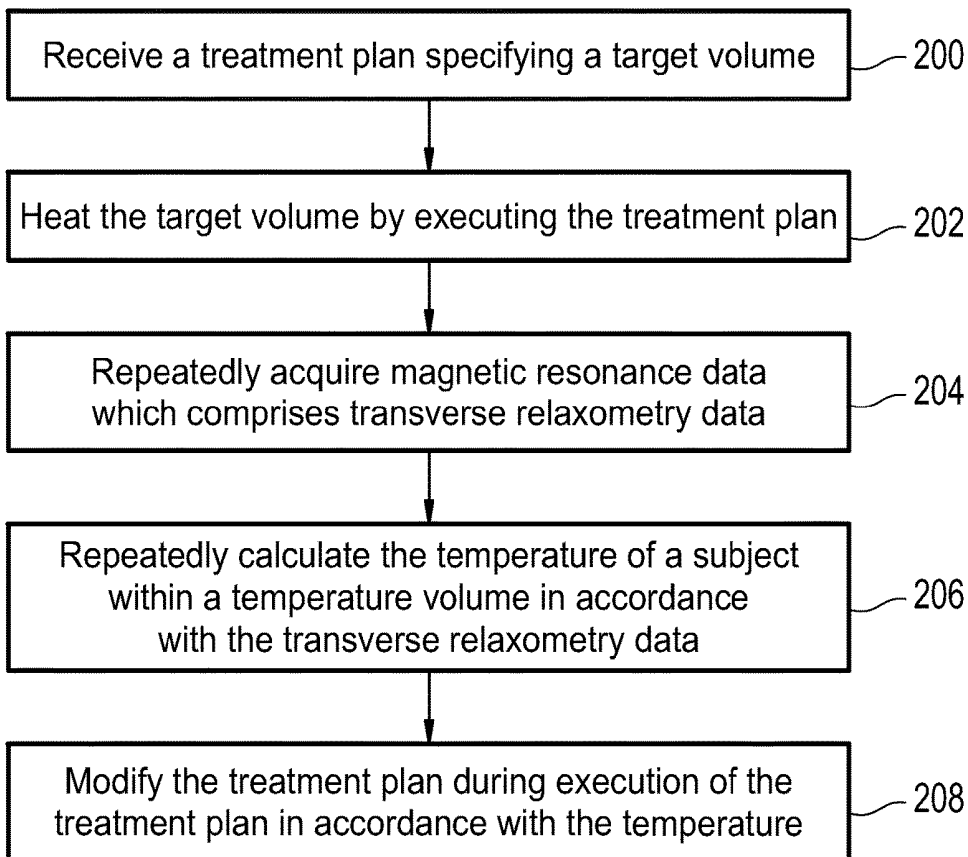 Receive a treatment plan specifying a target volume
200
Heat the target volume by executing the treatment plan
202
Repeatedly acquire magnetic resonance data
which comprises transverse relaxometry data
204
Repeatedly calculate the temperature of a subject
within a temperature volume in accordance
with the transverse relaxometry data
206
Modify the treatment plan during execution of the
treatment plan in accordance with the temperature
208